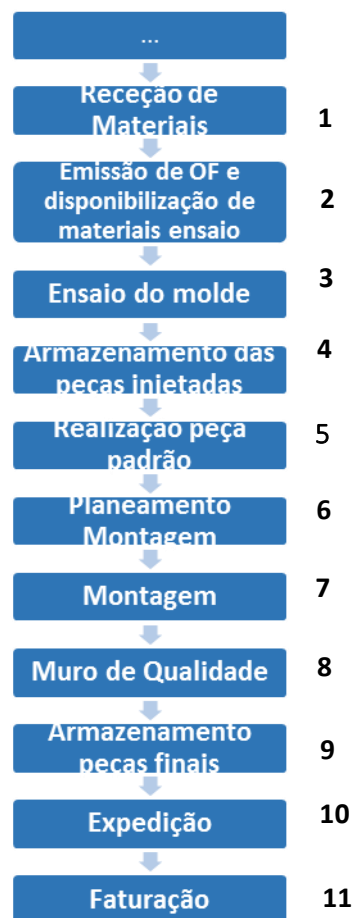 ...
Receção de
Materiais
1
Emissão de OF e
disponibilização de
materiais ensaio
2
Ensaio do molde
3
Armazenamento das
peças injetadas
4
Realização peça
padrão
5
Planeamento
Montagem
6
Montagem
7
Muro de Qualidade
8
Armazenamento
peças finais
9
Expedição
10
Faturação
11